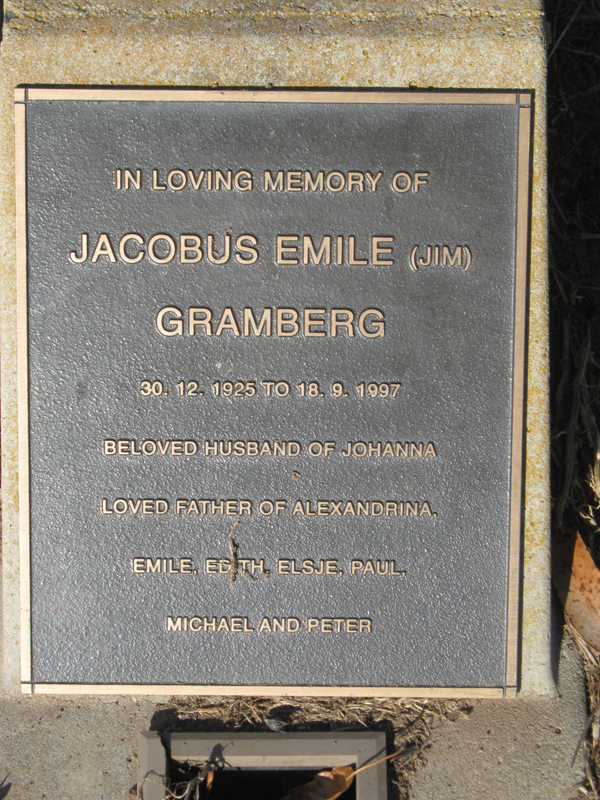 IN LOVING MEMORY OF
JACOBUS EMILE (JIM)
GRAMBERG
30. 12. 1925 TO 18. 9. 1997
BELOVED HUSBAND OF JOHANNA
LOVED FATHER OF ALEXANDRINA,
EMILE, EDITH, ELSJE, PAUL,
MICHAEL AND PETER